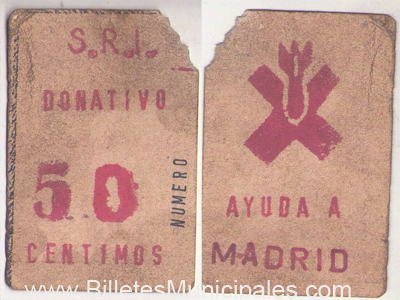 S.R.I.
DONATIVO
50
CENTIMOS
NUMERO
AYUDA A
MADRID
www.BilletesMunicipales.com